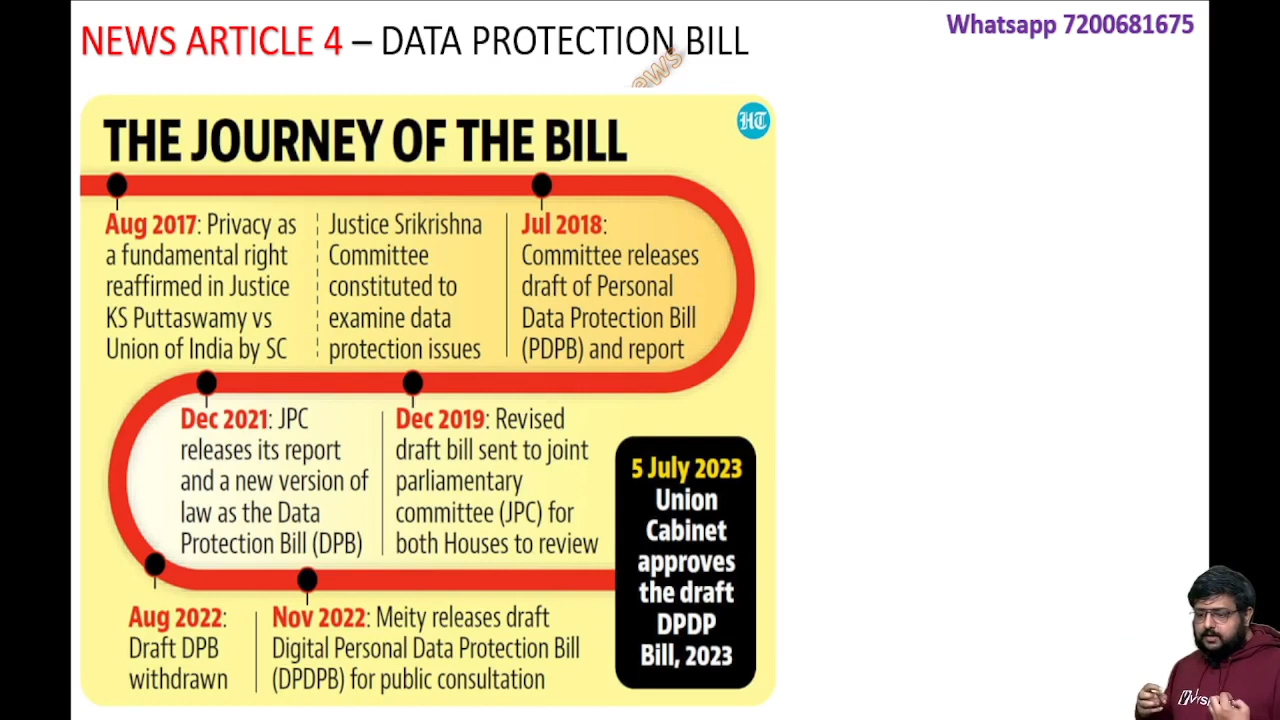 NEWS ARTICLE 4 – DATA PROTECTION BILL
Whatsapp 7200681675
ews
THE JOURNEY OF THE BILL
HT
Aug 2017: Privacy as
a fundamental right
reaffirmed in Justice
KS Puttaswamy vs
Union of India by SC
Justice Srikrishna
Committee
constituted to
examine data
protection issues
Jul 2018:
Committee releases
draft of Personal
Data Protection Bill
(PDPB) and report
Dec 2021: JPC
releases its report
and a new version of
law as the Data
Protection Bill (DPB)
Dec 2019: Revised
draft bill sent to joint
parliamentary
committee (JPC) for
both Houses to review
Aug 2022:
Draft DPB
withdrawn
Nov 2022: Meity releases draft
Digital Personal Data Protection Bill
(DPDPB) for public consultation
5 July 2023
Union
Cabinet
approves
the draft
DPDP
Bill, 2023